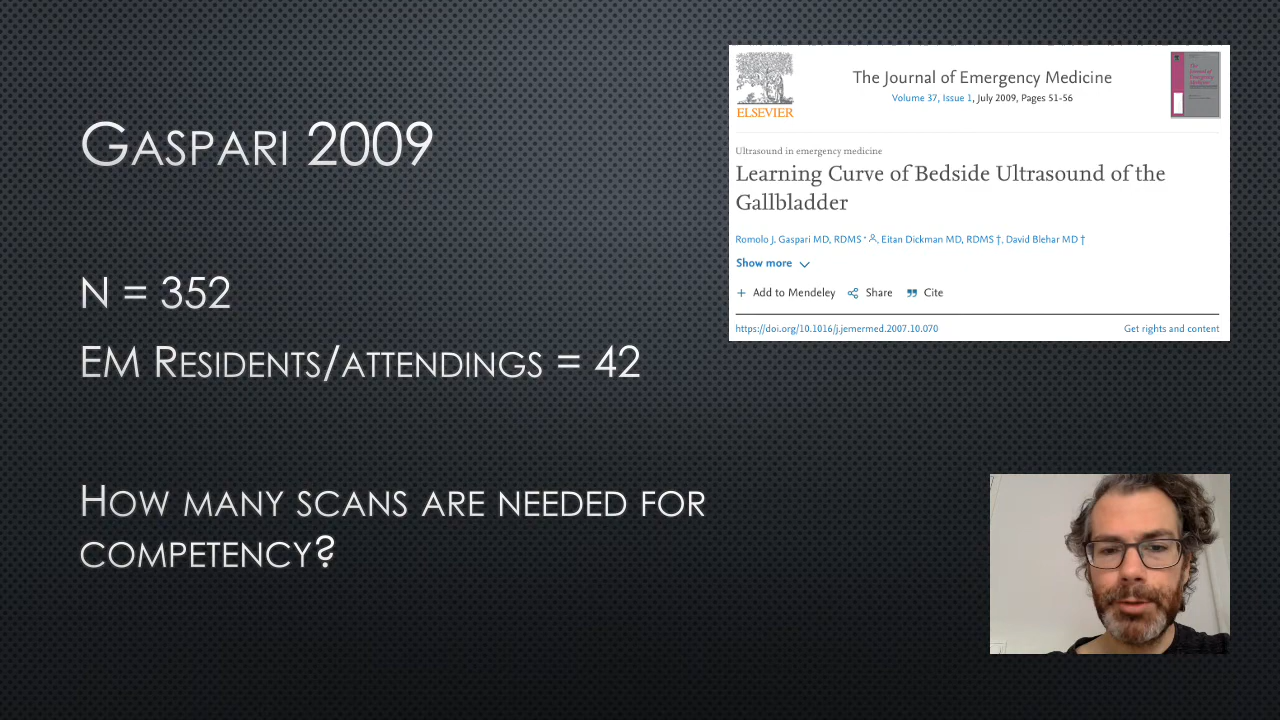 Gaspari 2009
N = 352
EM Residents/attendings = 42
How many scans are needed for
competency?
ELSEVIER
The Journal of Emergency Medicine
Volume 37, Issue 1, July 2009, Pages 51-56
Ultrasound in emergency medicine
Learning Curve of Bedside Ultrasound of the
Gallbladder
Romolo J. Gaspari MD, RDMS *, Eitan Dickman MD, RDMS †, David Blehar MD †
Show more
Add to Mendeley Share Cite
https://doi.org/10.1016/j.jemermed.2007.10.070 Get rights and content